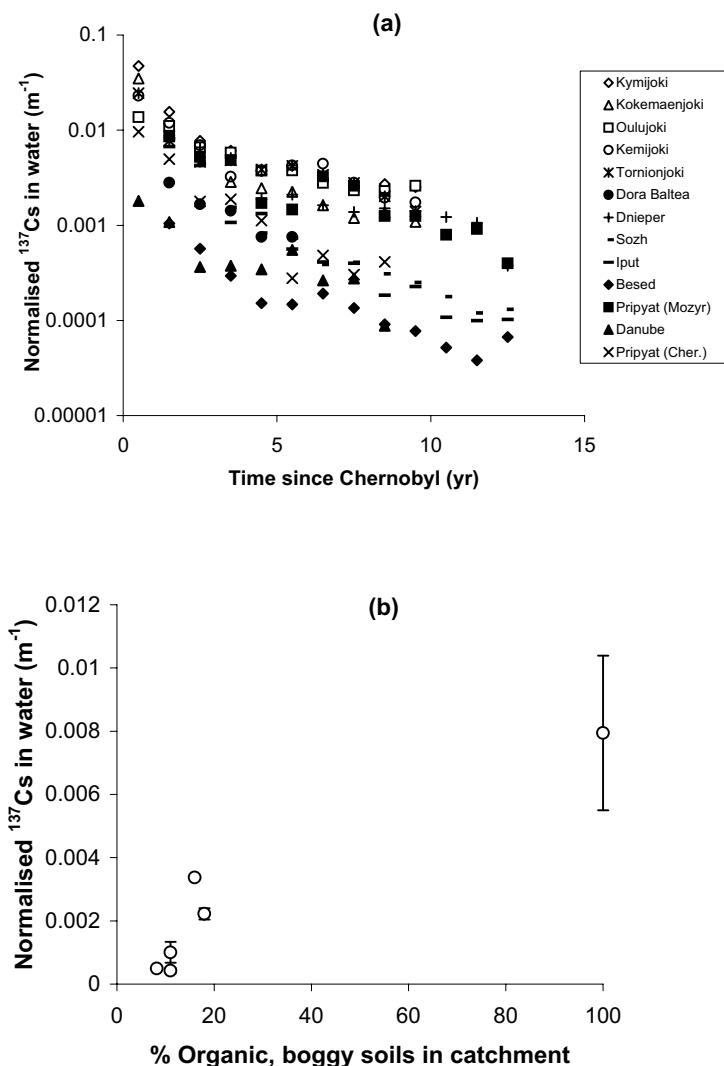 (a)
0.1
0.01
0.001
0.0001
0.00001
Normalised ¹³⁷Cs in water (m⁻¹)
0
5
10
15
Time since Chernobyl (yr)
Kymijoki
Kokemaenjoki
Oulujoki
Kemijoki
Tornionjoki
Dora Baltea
Dnieper
Sozh
Iput
Besed
Pripyat (Mozyr)
Danube
Pripyat (Cher.)
(b)
0.012
0.01
0.008
0.006
0.004
0.002
0
Normalised ¹³⁷Cs in water (m⁻¹)
0
20
40
60
80
100
% Organic, boggy soils in catchment